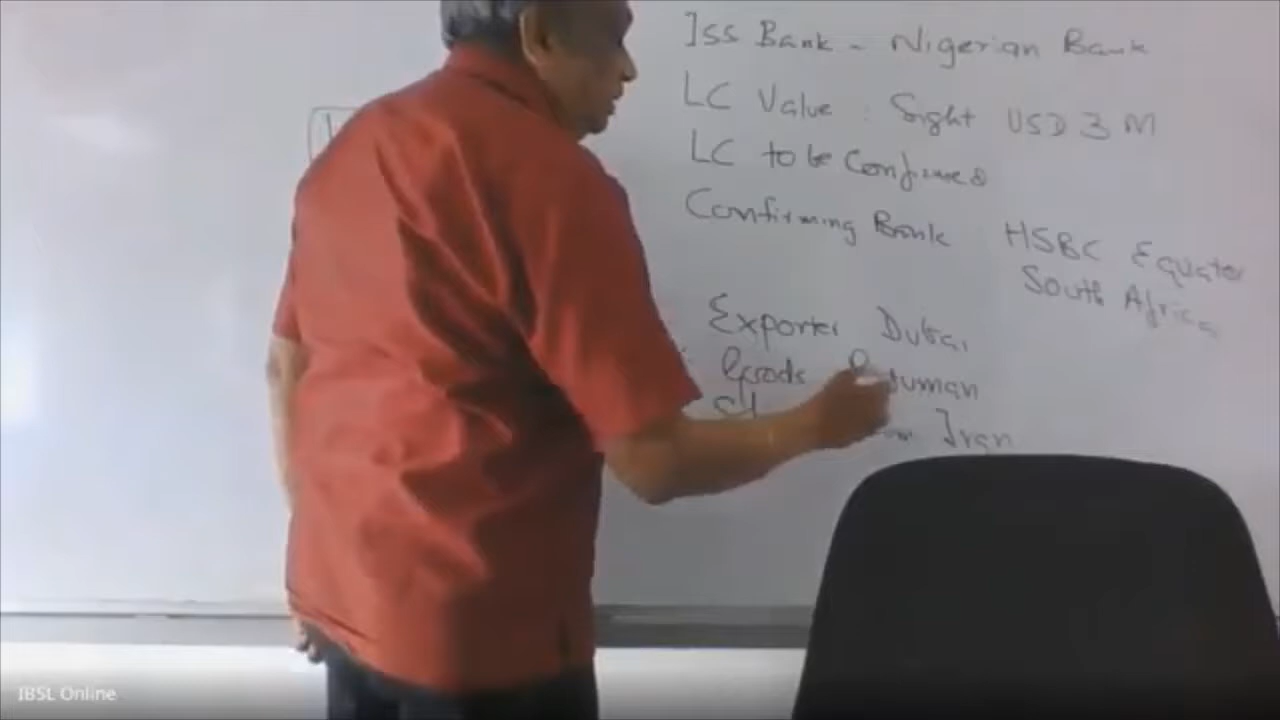 Iss Bank - Nigerian Bank
LC Value : Sight USD 3 M
LC to be Confirmed
Confirming Bank HSBC Equator
South Africa
Exporter Dubai
Goods
Iran
IBSL Online